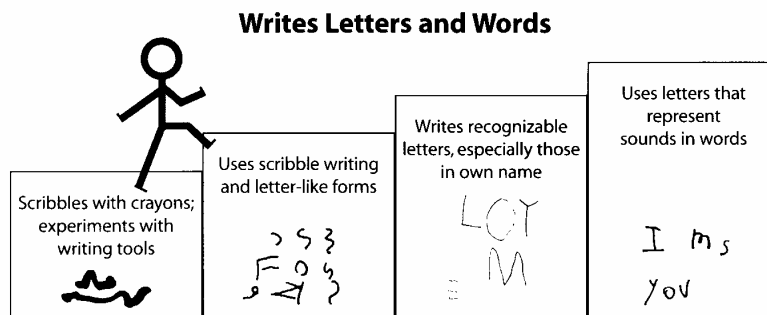 Writes Letters and Words
Scribbles with crayons;
experiments with
writing tools
Uses scribble writing
and letter-like forms
Writes recognizable
letters, especially those
in own name
LOY
M
Uses letters that
represent
sounds in words
I ms
you